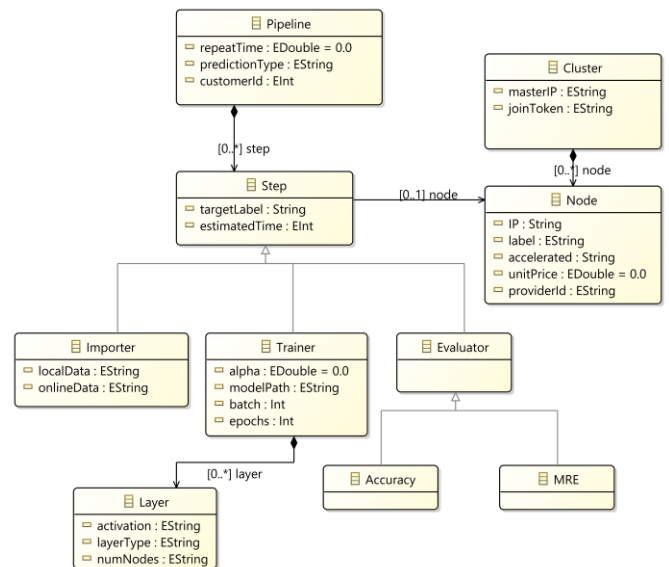 Pipeline
repeatTime : EDouble = 0.0
predictionType : EString
customerId : EInt
Cluster
masterIP : EString
joinToken : EString
[0..*] step
[0..*] node
Step
targetLabel : String
estimatedTime : EInt
[0..1] node
Node
IP : String
label : EString
accelerated : String
unitPrice : EDouble = 0.0
providerId : EString
Importer
localData : EString
onlineData : EString
Trainer
alpha : EDouble = 0.0
modelPath : EString
batch : Int
epochs : Int
Evaluator
[0..*] layer
Accuracy
MRE
Layer
activation : EString
layerType : EString
numNodes : EString